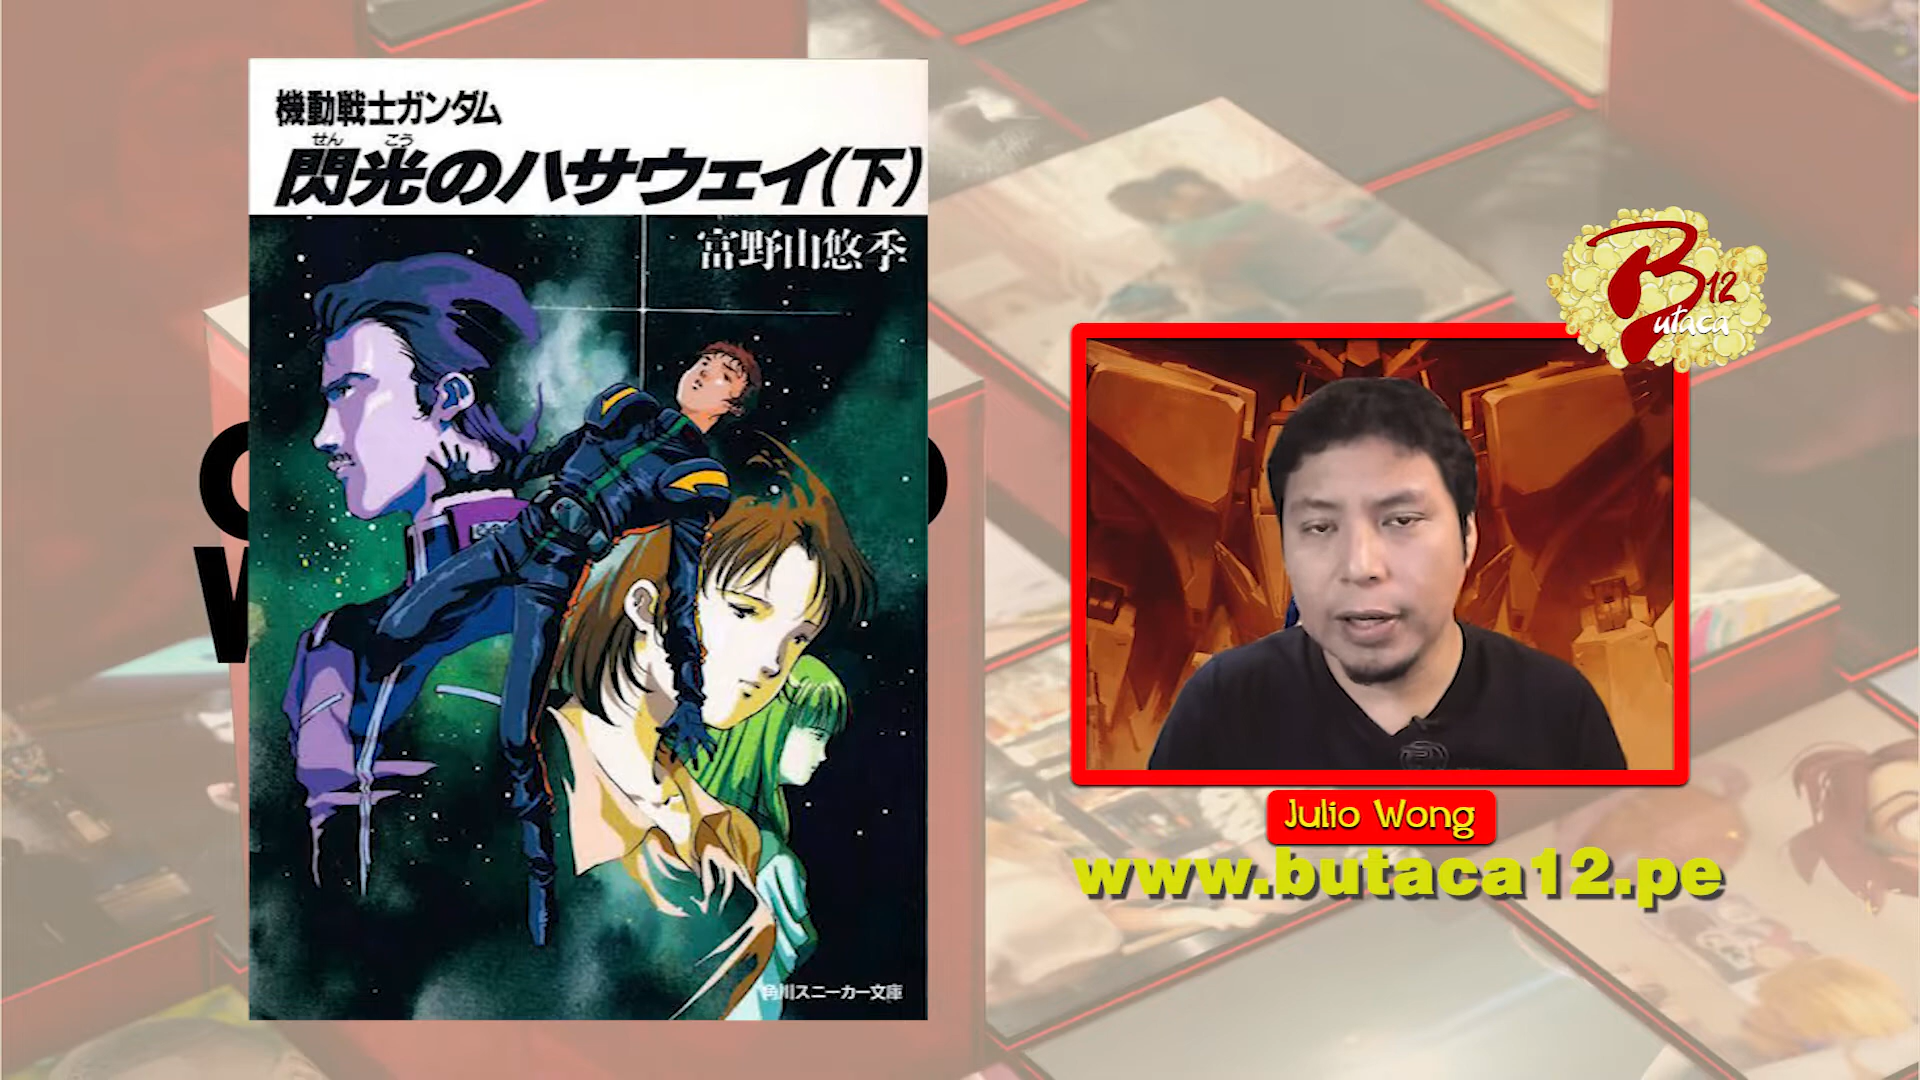 機動戦士ガンダム
せん こう
閃光のハサウェイ(下)
富野由悠季
角川スニーカー文庫
B12
utaca
Julio Wong
www.butaca12.pe